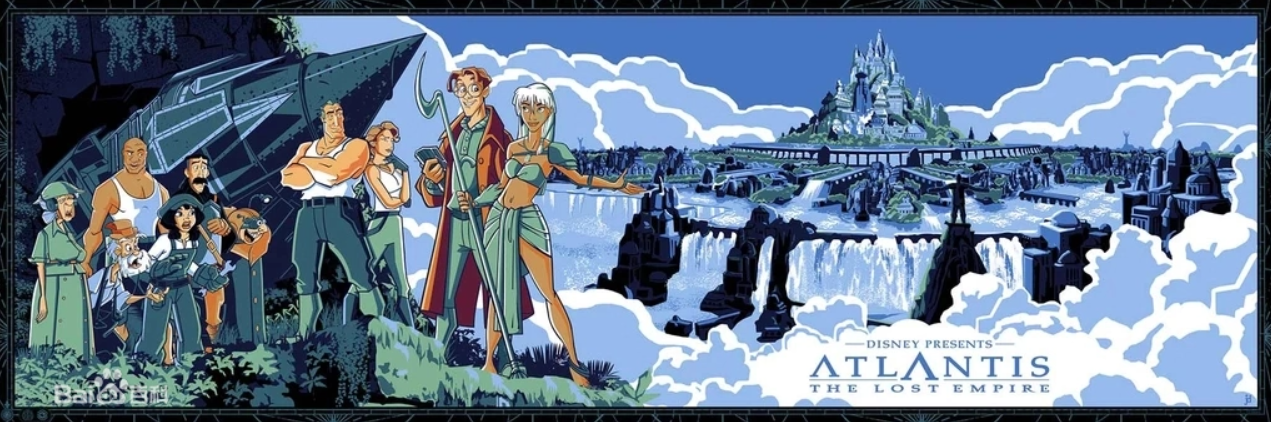 DISNEY PRESENTS
ATLANTIS
THE LOST EMPIRE
Bai百科